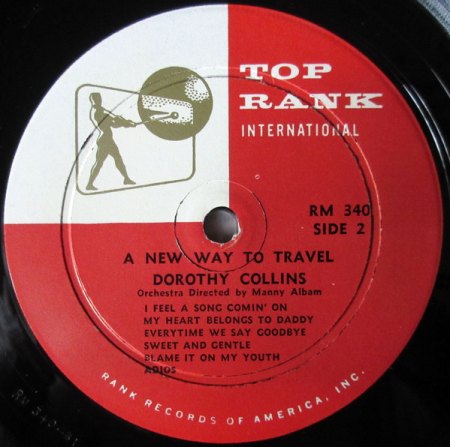 TOP
RANK
INTERNATIONAL
RM 340
SIDE 2
A NEW WAY TO TRAVEL
DOROTHY COLLINS
Orchestra Directed by Manny Albam
I FEEL A SONG COMIN' ON
MY HEART BELONGS TO DADDY
EVERYTIME WE SAY GOODBYE
SWEET AND GENTLE
BLAME IT ON MY YOUTH
ADIOS
RANK RECORDS OF AMERICA, INC.